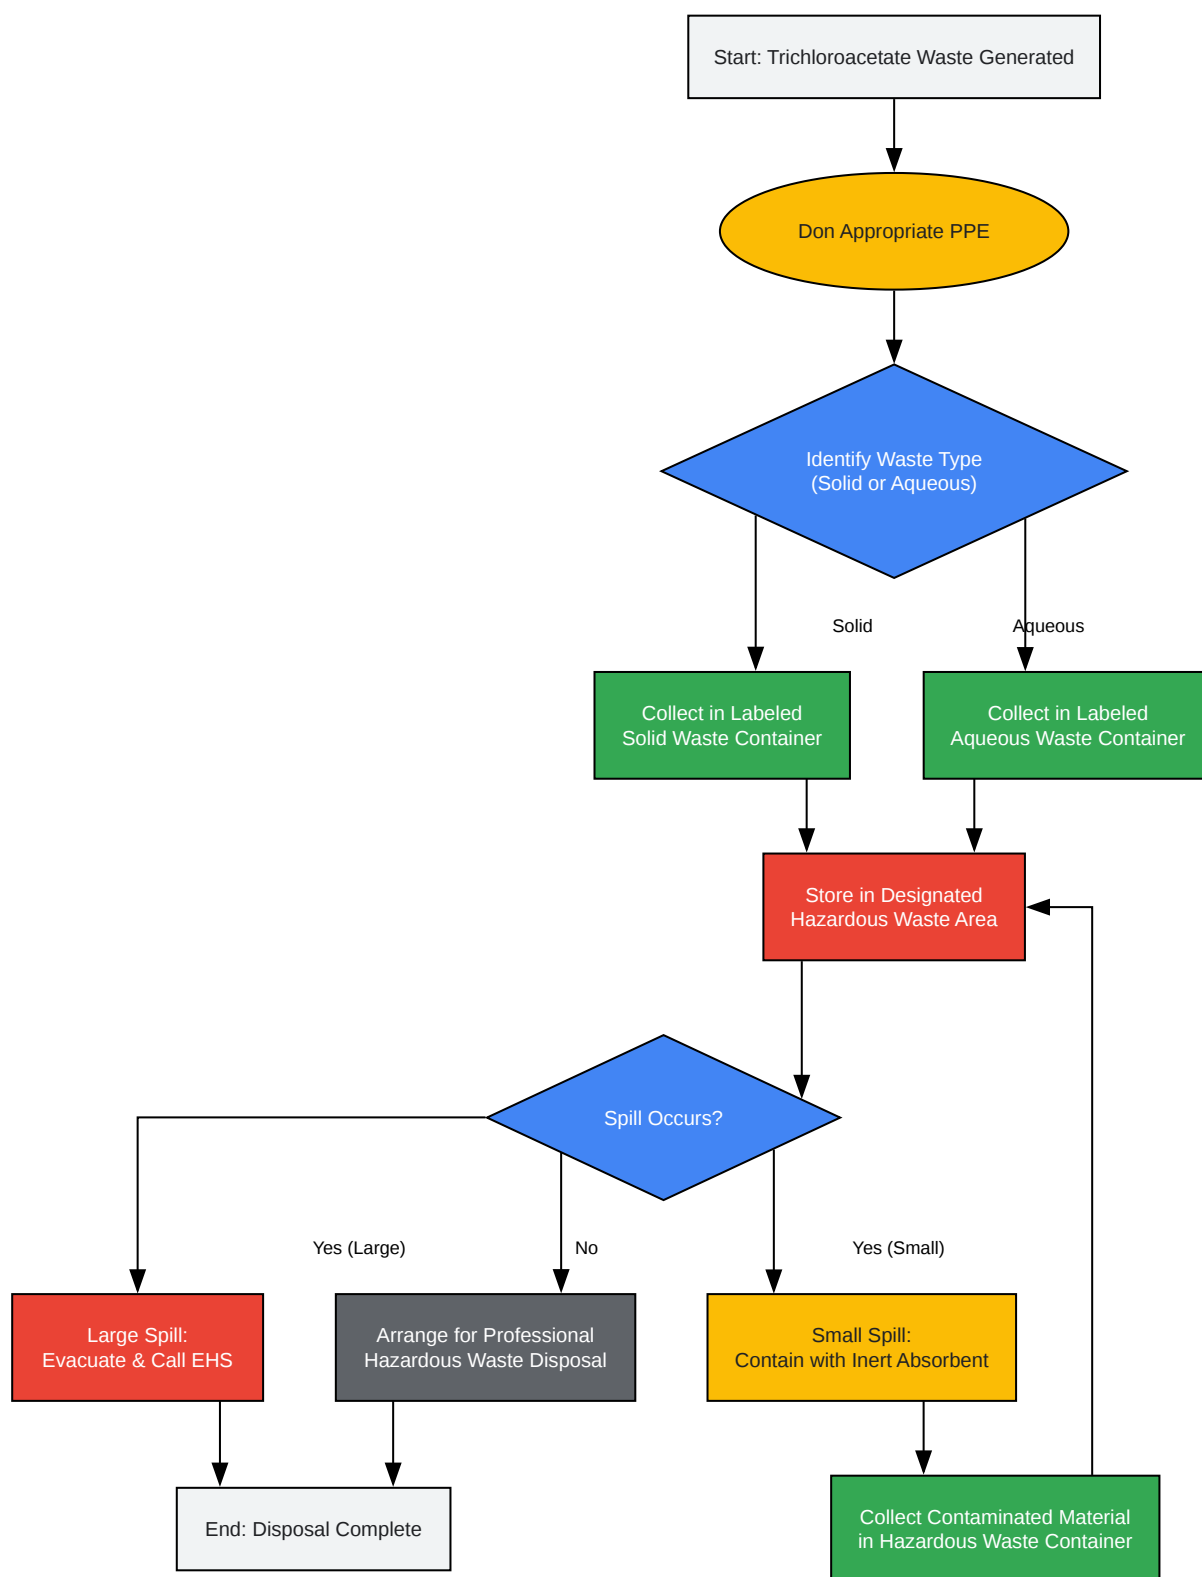 Start: Trichloroacetate Waste Generated
Don Appropriate PPE
Identify Waste Type
(Solid or Aqueous)
Solid
Aqueous
Collect in Labeled
Solid Waste Container
Collect in Labeled
Aqueous Waste Container
Store in Designated
Hazardous Waste Area
Spill Occurs?
Yes (Large)
No
Yes (Small)
Large Spill:
Evacuate & Call EHS
Arrange for Professional
Hazardous Waste Disposal
Small Spill:
Contain with Inert Absorbent
End: Disposal Complete
Collect Contaminated Material
in Hazardous Waste Container